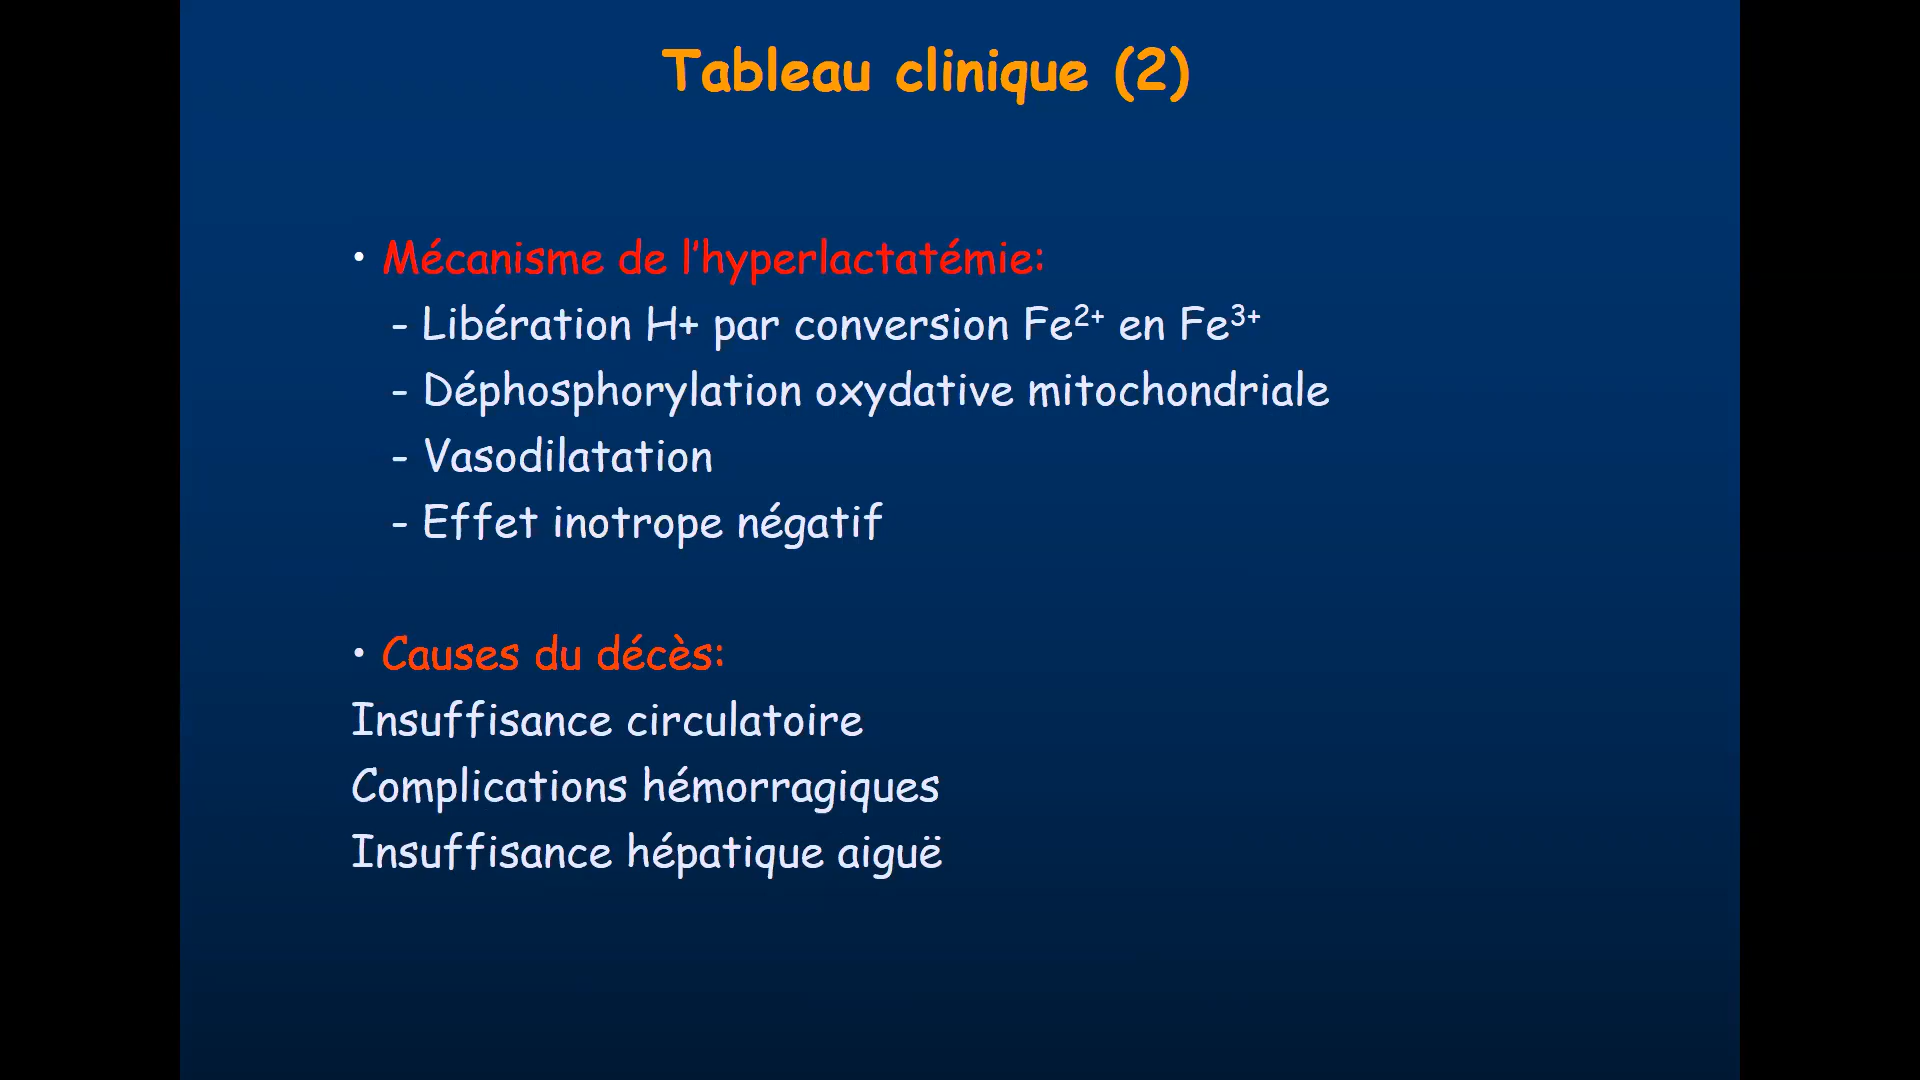 Tableau clinique (2)
• Mécanisme de l'hyperlactatémie:
- Libération H+ par conversion Fe²⁺ en Fe³⁺
- Déphosphorylation oxydative mitochondriale
- Vasodilatation
- Effet inotrope négatif
• Causes du décès:
Insuffisance circulatoire
Complications hémorragiques
Insuffisance hépatique aiguë